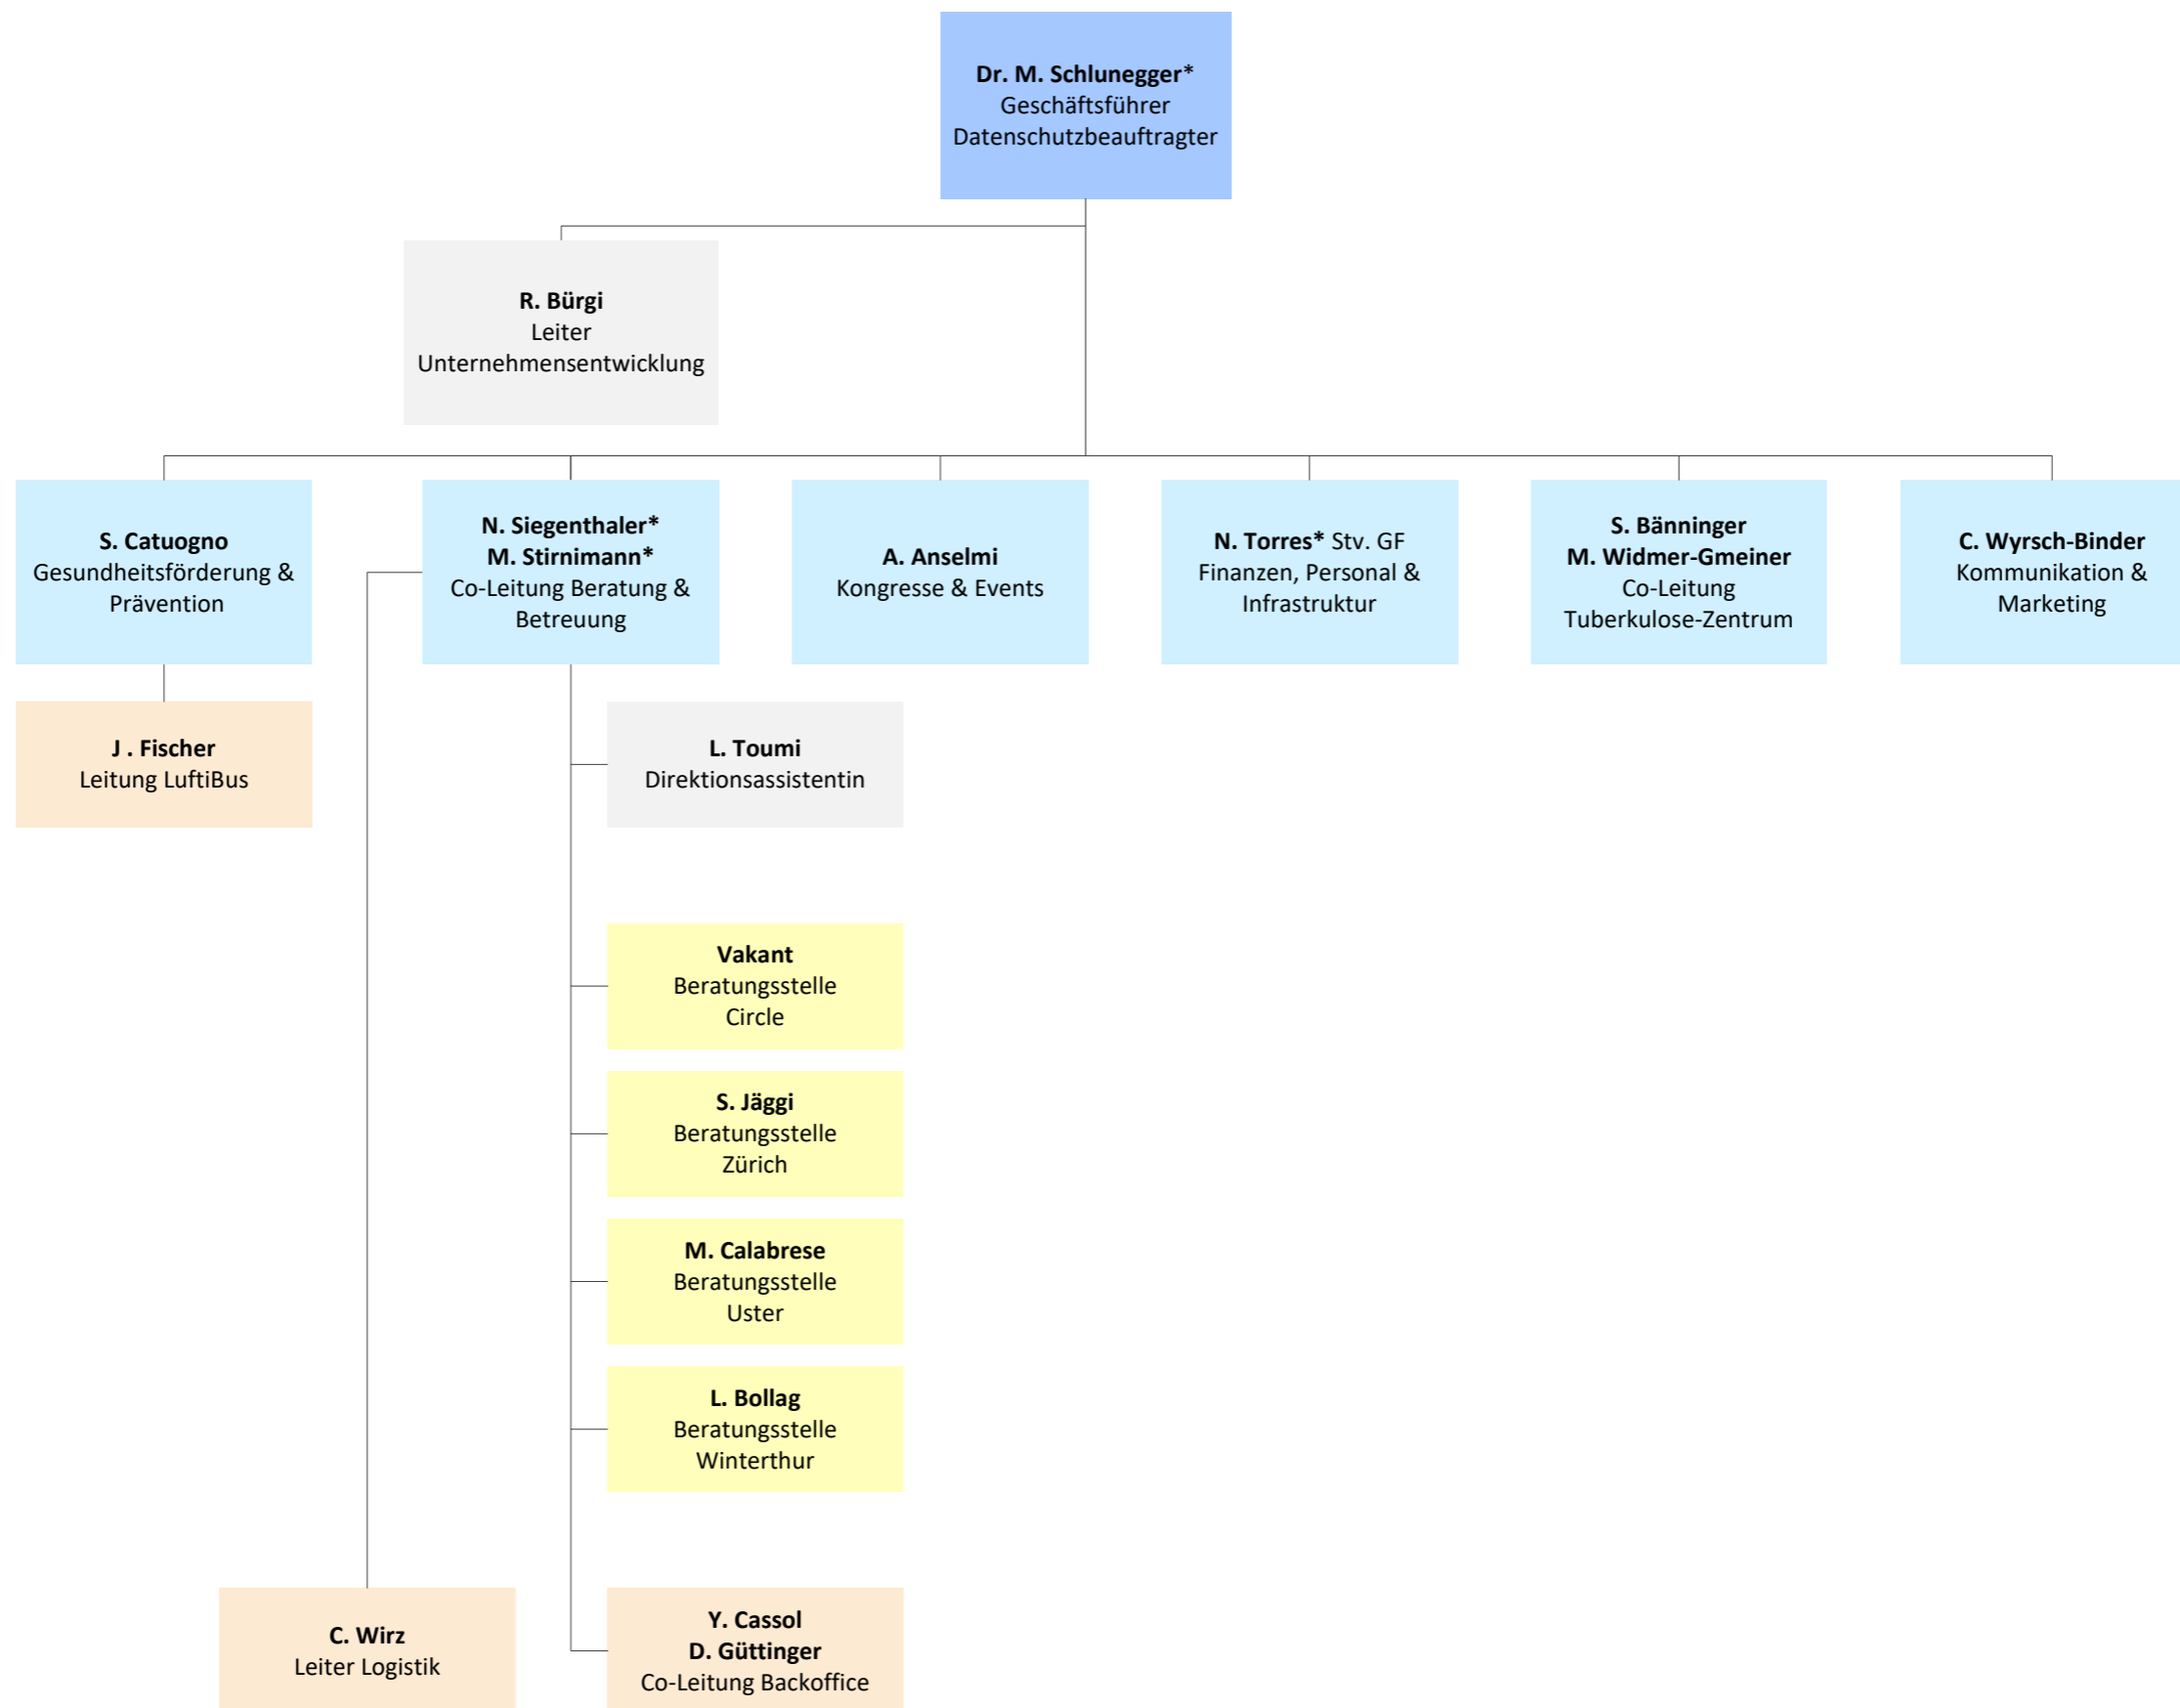 Dr. M. Schlunegger*
Geschäftsführer
Datenschutzbeauftragter
R. Bürgi
Leiter
Unternehmensentwicklung
S. Catuogno
Gesundheitsförderung &
Prävention
N. Siegenthaler*
M. Stirnimann*
Co-Leitung Beratung &
Betreuung
A. Anselmi
Kongresse & Events
N. Torres* Stv. GF
Finanzen, Personal &
Infrastruktur
S. Bänninger
M. Widmer-Gmeiner
Co-Leitung
Tuberkulose-Zentrum
C. Wyrsch-Binder
Kommunikation &
Marketing
J . Fischer
Leitung LuftiBus
L. Toumi
Direktionsassistentin
Vakant
Beratungsstelle
Circle
S. Jäggi
Beratungsstelle
Zürich
M. Calabrese
Beratungsstelle
Uster
L. Bollag
Beratungsstelle
Winterthur
C. Wirz
Leiter Logistik
Y. Cassol
D. Güttinger
Co-Leitung Backoffice